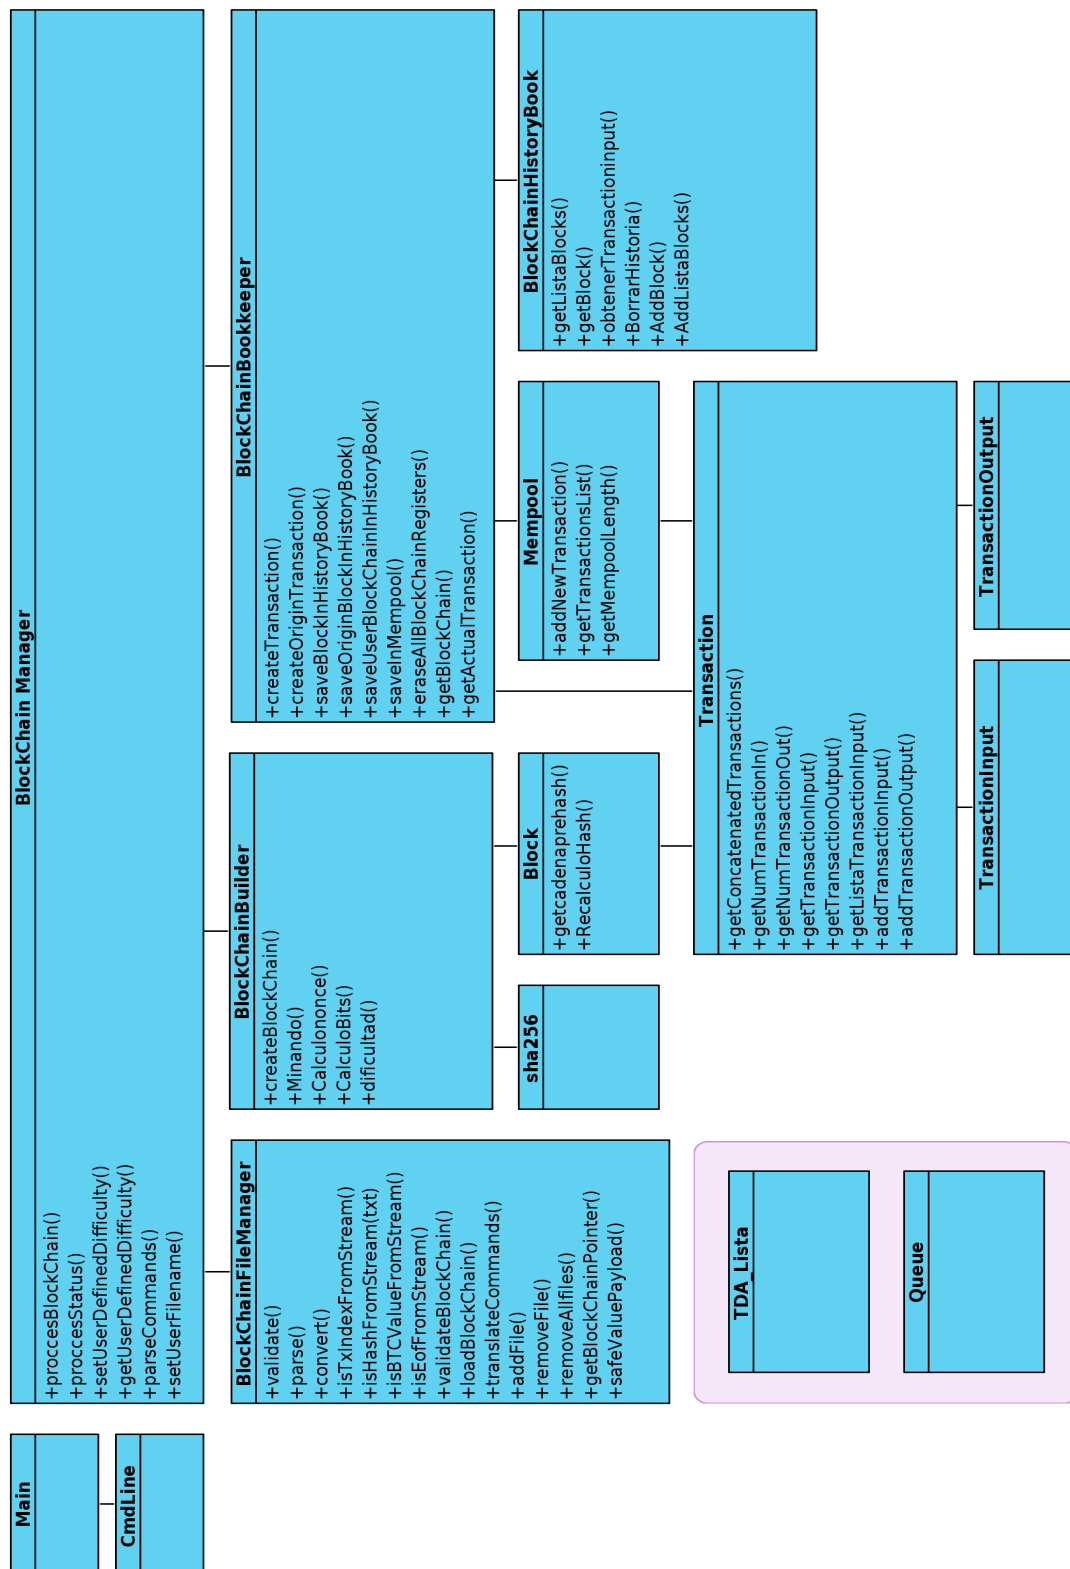 Main
CmdLine
BlockChain Manager
+proccesBlockChain()
+proccesStatus()
+setUserDefinedDifficulty()
+getUserDefinedDifficulty()
+parseCommands()
+setUserFilename()
BlockChainFileManager
+validate()
+parse()
+convert()
+isTxIndexFromStream()
+isHashFromStream(txt)
+isBTCValueFromStream()
+isEofFromStream()
+validateBlockChain()
+loadBlockChain()
+translateCommands()
+addFile()
+removeFile()
+removeAllfiles()
+getBlockChainPointer()
+safeValuePayload()
BlockChainBuilder
+createBlockChain()
+Minando()
+Calculononce()
+CalculoBits()
+dificultad()
BlockChainBookkeeper
+createTransaction()
+createOriginTransaction()
+saveBlockInHistoryBook()
+saveOriginBlockInHistoryBook()
+saveUserBlockChainInHistoryBook()
+saveInMempool()
+eraseAllBlockChainRegisters()
+getBlockChain()
+getActualTransaction()
sha256
Block
+getcadenaprehash()
+RecalculoHash()
Mempool
+addNewTransaction()
+getTransactionsList()
+getMempoolLength()
BlockChainHistoryBook
+getListaBlocks()
+getBlock()
+obtenerTransactioninput()
+BorrarHistoria()
+AddBlock()
+AddListaBlocks()
TDA_Lista
Queue
Transaction
+getConcatenatedTransactions()
+getNumTransactionIn()
+getNumTransactionOut()
+getTransactionInput()
+getTransactionOutput()
+getListaTransactionInput()
+addTransactionInput()
+addTransactionOutput()
TransactionInput
TransactionOutput